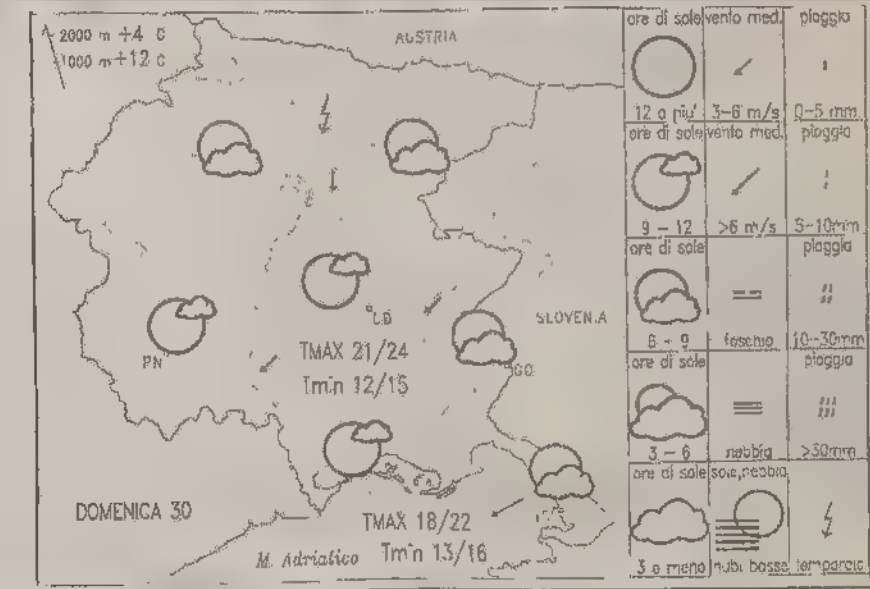 2000 m +4 c
1000 m +12 c
AUSTRIA
SLOVEN.A
PN
UD
GO
TMAX 21/24
Tmin 12/15
TMAX 18/22
Tmin 13/16
DOMENICA 30
M. Adriatico
ore di sole vento med. pioggia
12 o piu' 3-6 m/s 0-5 mm
ore di sole vento med. pioggia
9 - 12 >6 m/s 5-10mm
ore di sole pioggia
6 - 9 foschia 10-30mm
ore di sole pioggia
3 - 6 nebbia >30mm
ore di sole sole,nebbia
3 o meno nubi basse temporale